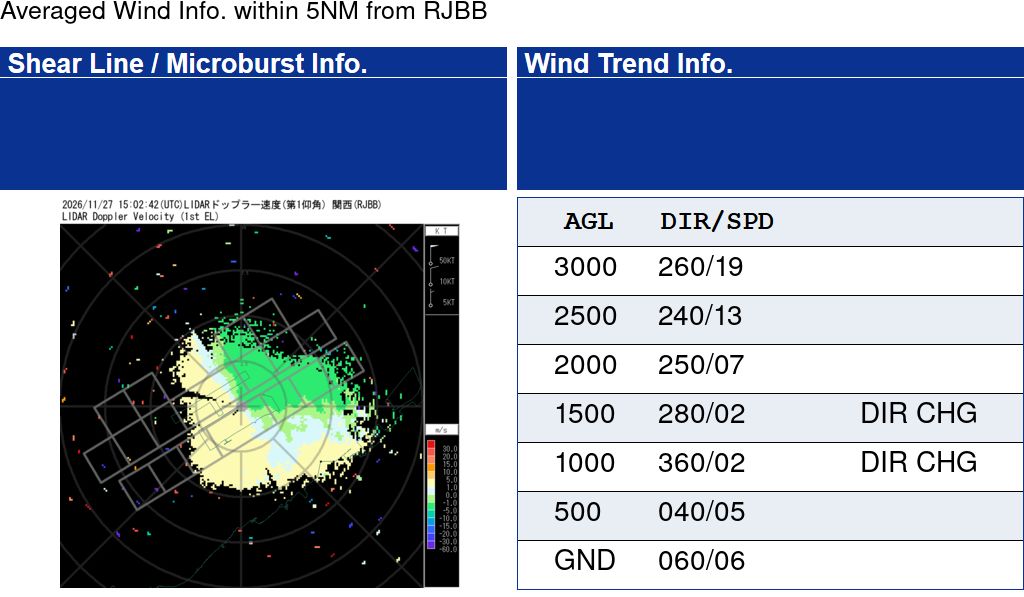 Averaged Wind Info. within 5NM from RJBB
Shear Line / Microburst Info.
Wind Trend Info.
2026/11/27 15:02:42(UTC)LIDARドップラー速度(第1仰角) 関西(RJBB)
LIDAR Doppler Velocity (1st EL)
KT
50KT
10KT
5KT
m/s
30.0
20.0
15.0
10.0
5.0
1.0
0.0
-1.0
-5.0
-10.0
-15.0
-20.0
-30.0
-60.0
AGL DIR/SPD
3000 260/19
2500 240/13
2000 250/07
1500 280/02 DIR CHG
1000 360/02 DIR CHG
500 040/05
GND 060/06